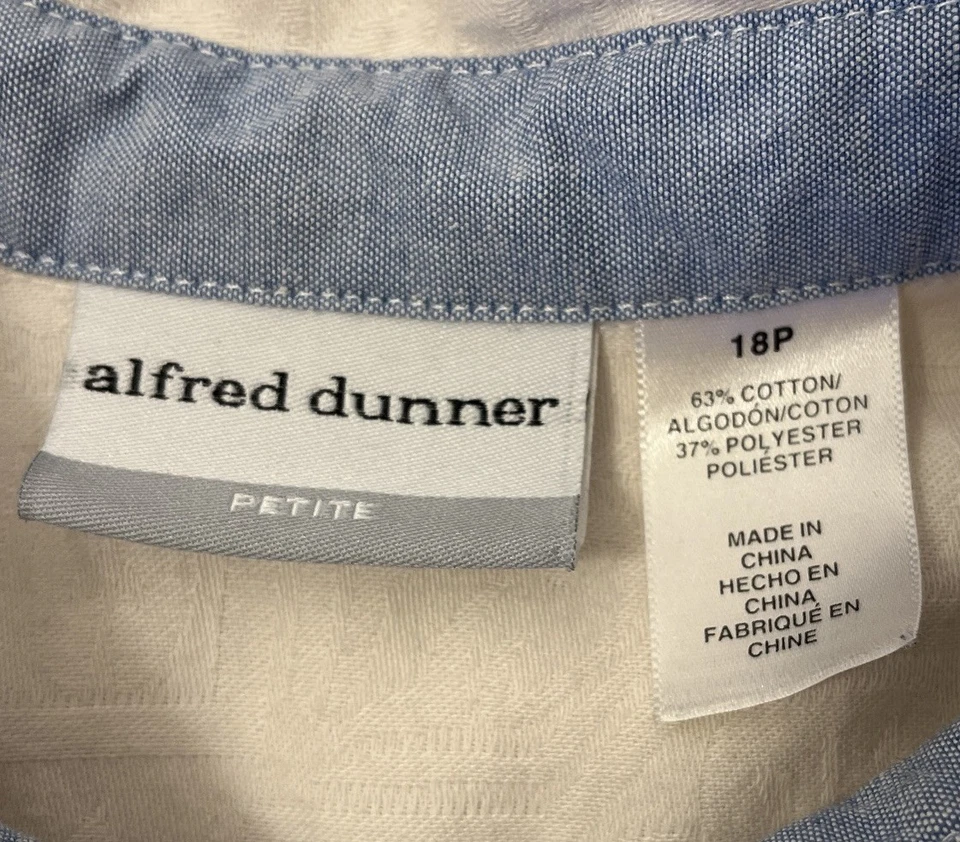 alfred dunner
PETITE
18P
63% COTTON/
ALGODÓN/COTON
37% POLYESTER
POLIÉSTER
MADE IN
CHINA
HECHO EN
CHINA
FABRIQUÉ EN
CHINE